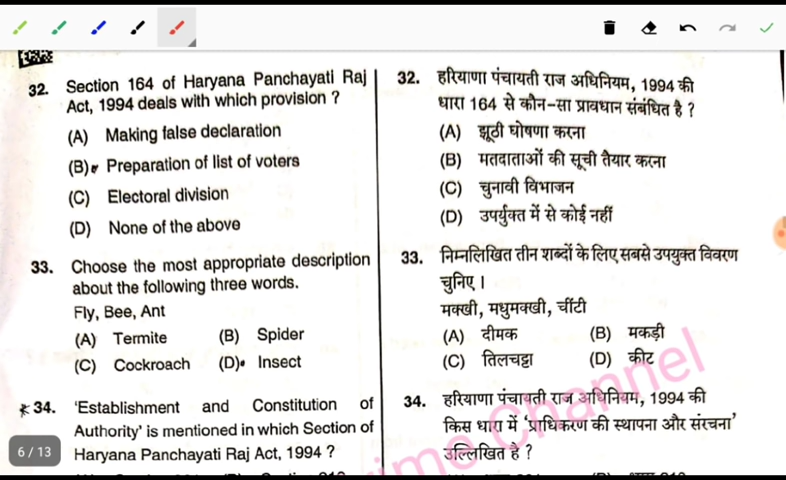 32. Section 164 of Haryana Panchayati Raj
Act, 1994 deals with which provision ?
(A) Making false declaration
(B) Preparation of list of voters
(C) Electoral division
(D) None of the above
33. Choose the most appropriate description
about the following three words.
Fly, Bee, Ant
(A) Termite (B) Spider
(C) Cockroach (D) Insect
34. 'Establishment and Constitution of
Authority' is mentioned in which Section of
Haryana Panchayati Raj Act, 1994 ?
6 / 13
32. हरियाणा पंचायती राज अधिनियम, 1994 की
धारा 164 से कौन-सा प्रावधान संबंधित है ?
(A) झूठी घोषणा करना
(B) मतदाताओं की सूची तैयार करना
(C) चुनावी विभाजन
(D) उपर्युक्त में से कोई नहीं
33. निम्नलिखित तीन शब्दों के लिए सबसे उपयुक्त विवरण
चुनिए ।
मक्खी, मधुमक्खी, चींटी
(A) दीमक (B) मकड़ी
(C) तिलचट्टा (D) कीट
34. हरियाणा पंचायती राज अधिनियम, 1994 की
किस धारा में 'प्राधिकरण की स्थापना और संरचना'
उल्लिखित है ?
Channel